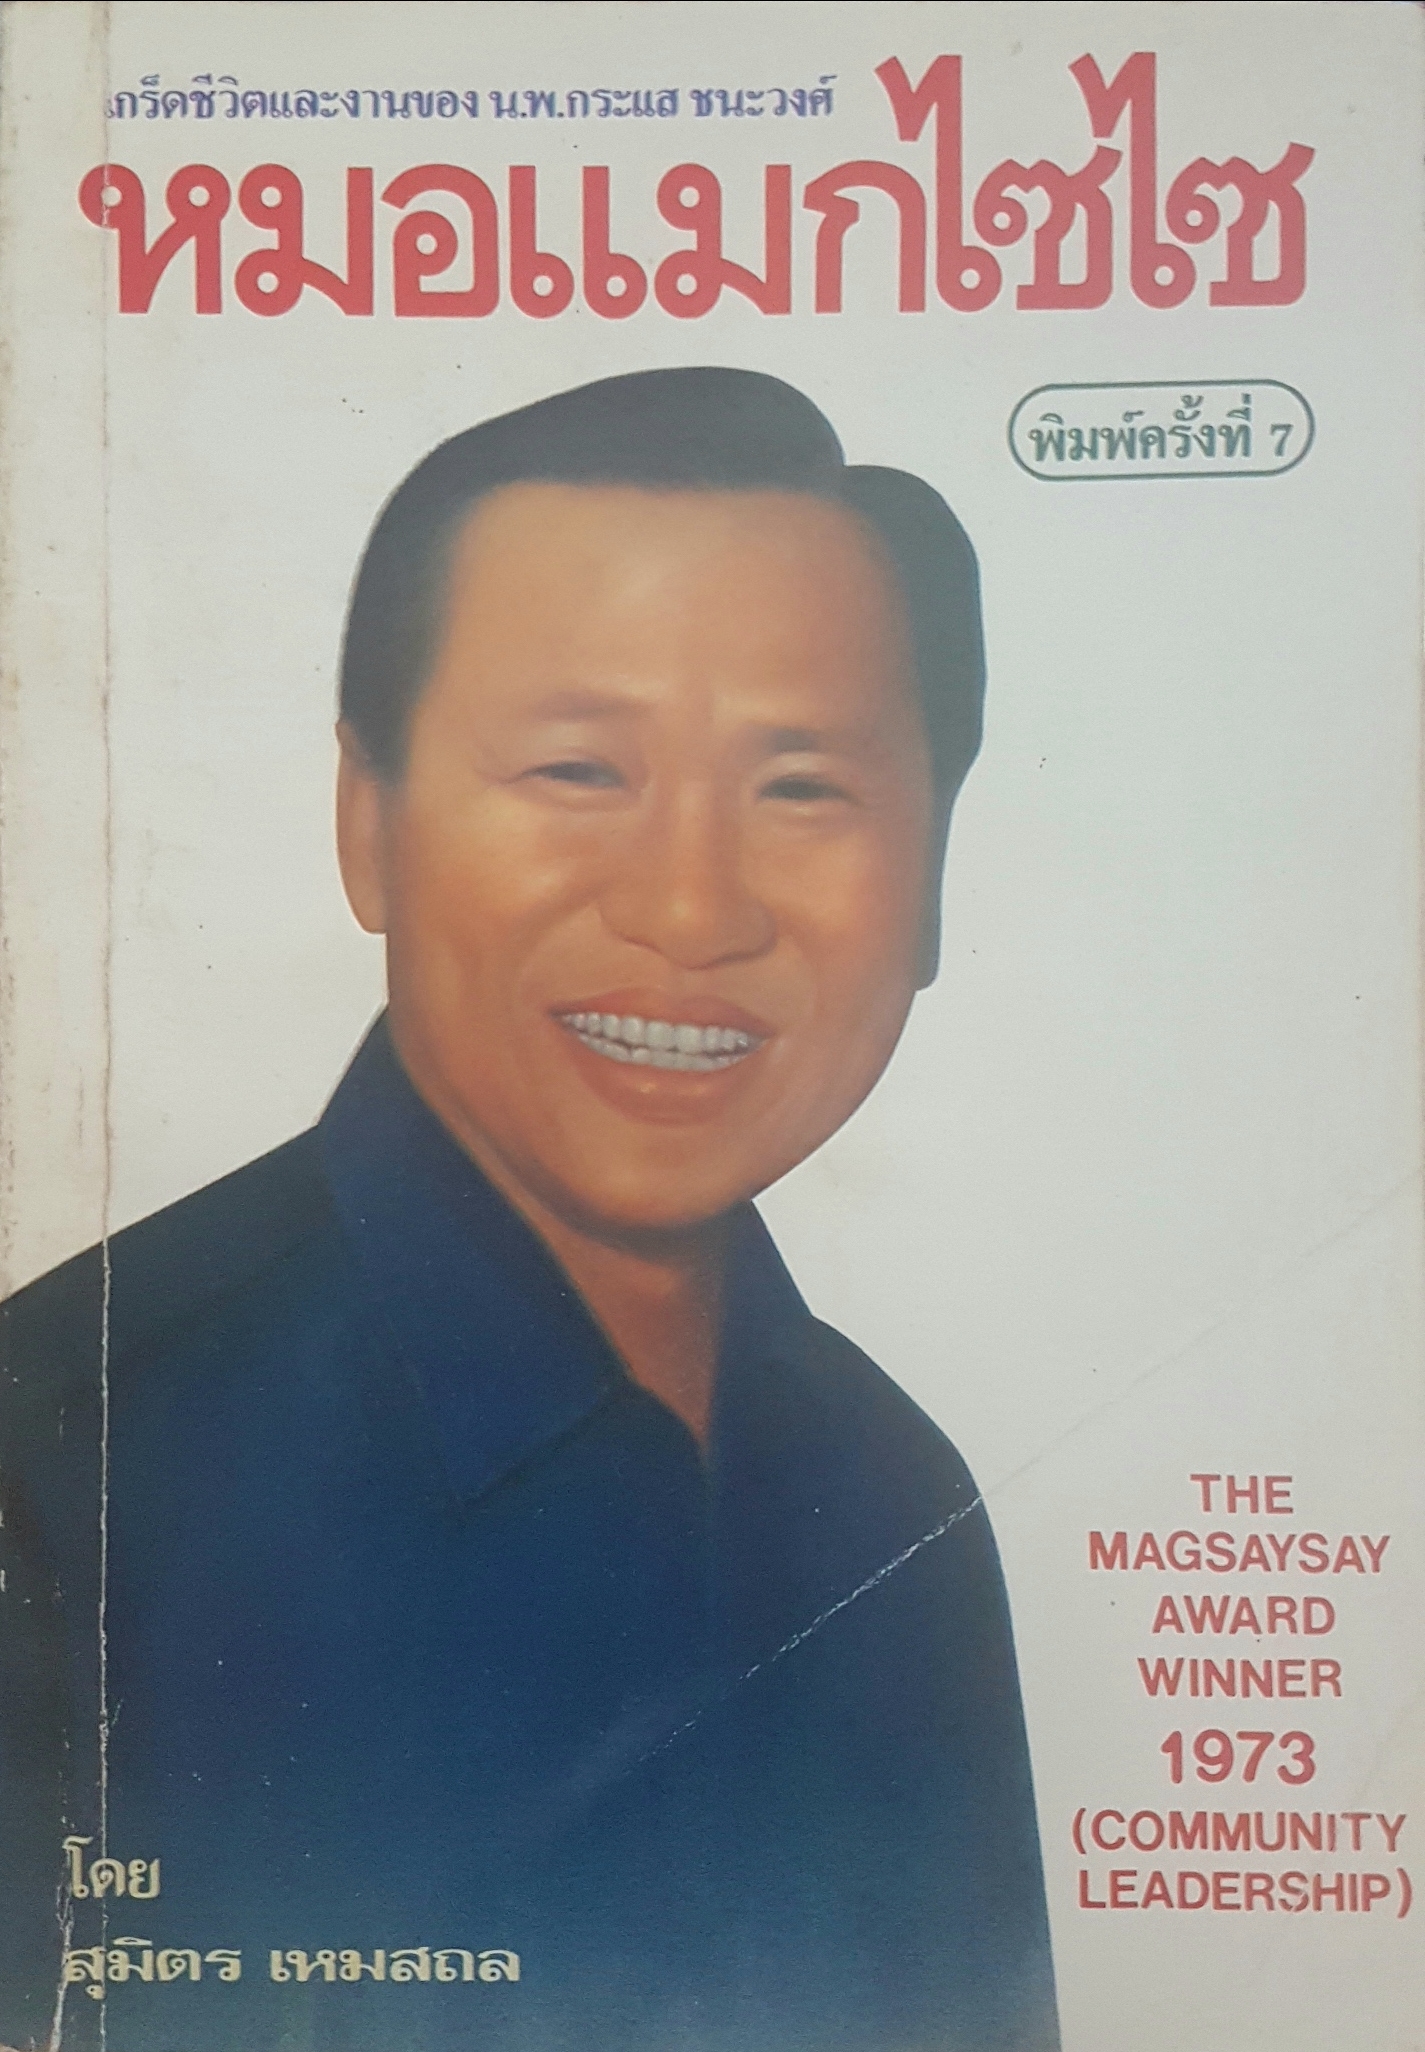 เกร็ดชีวิตและงานของ น.พ.กระแส ชนะวงศ์
หมอแมกไซไซ
พิมพ์ครั้งที่ 7
THE
MAGSAYSAY
AWARD
WINNER
1973
(COMMUNITY
LEADERSHIP)
โดย
สุมิตร เหมสถล